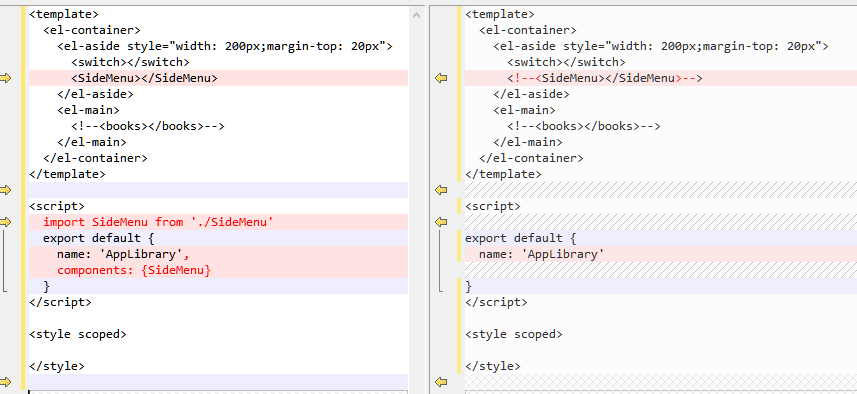 <template>
  <el-container>
    <el-aside style="width: 200px;margin-top: 20px">
      <switch></switch>
      <SideMenu></SideMenu>
    </el-aside>
    <el-main>
      <!--<books></books>-->
    </el-main>
  </el-container>
</template>
<script>
  import SideMenu from './SideMenu'
  export default {
    name: 'AppLibrary',
    components: {SideMenu}
  }
</script>
<style scoped>
</style>
<template>
  <el-container>
    <el-aside style="width: 200px;margin-top: 20px">
      <switch></switch>
      <!--<SideMenu></SideMenu>-->
    </el-aside>
    <el-main>
      <!--<books></books>-->
    </el-main>
  </el-container>
</template>
<script>
export default {
  name: 'AppLibrary'
}
</script>
<style scoped>
</style>